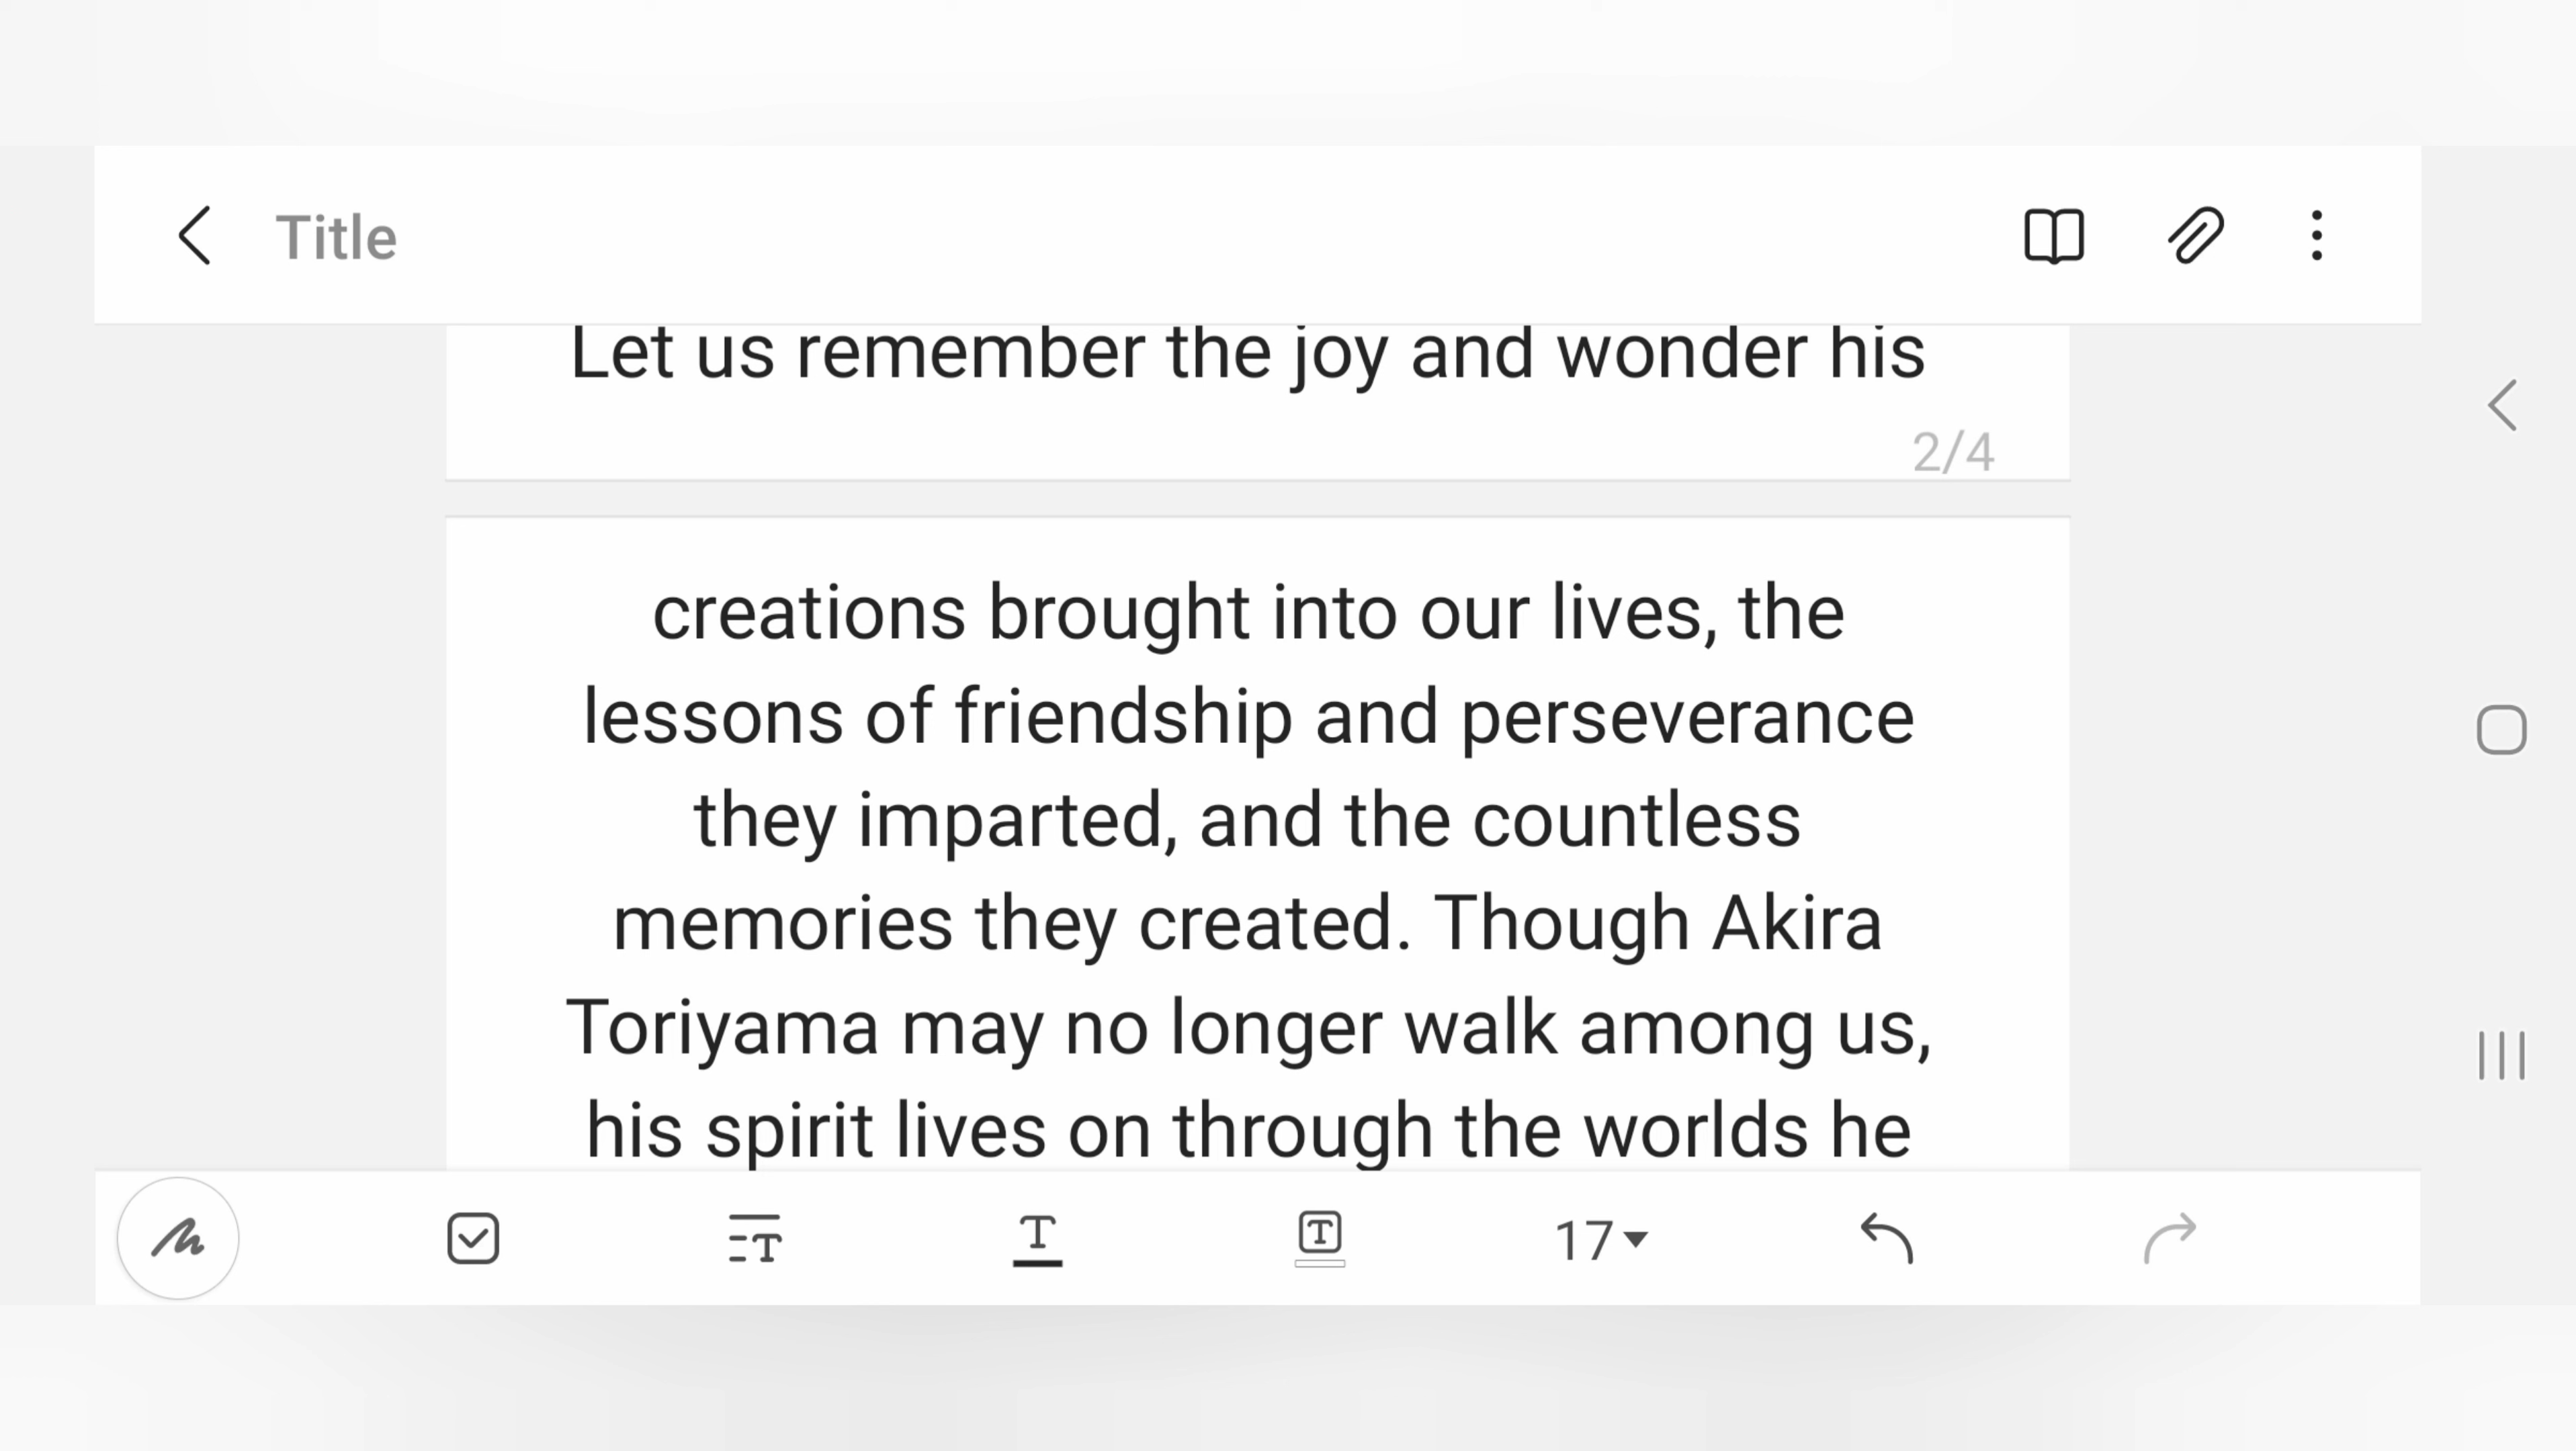 Title
Let us remember the joy and wonder his
2/4
creations brought into our lives, the
lessons of friendship and perseverance
they imparted, and the countless
memories they created. Though Akira
Toriyama may no longer walk among us,
his spirit lives on through the worlds he
17